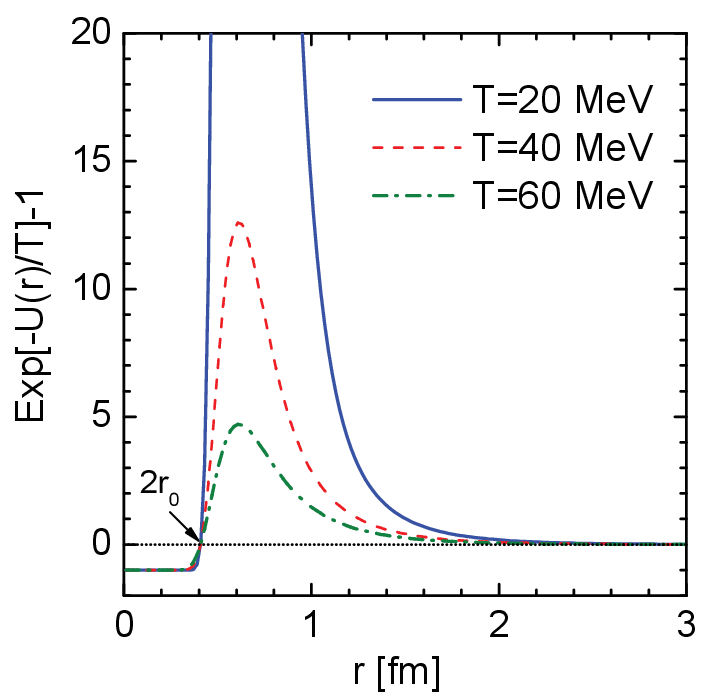 20
15
10
5
0
Exp[-U(r)/T]-1
T=20 MeV
T=40 MeV
T=60 MeV
2r₀
0
1
2
3
r [fm]